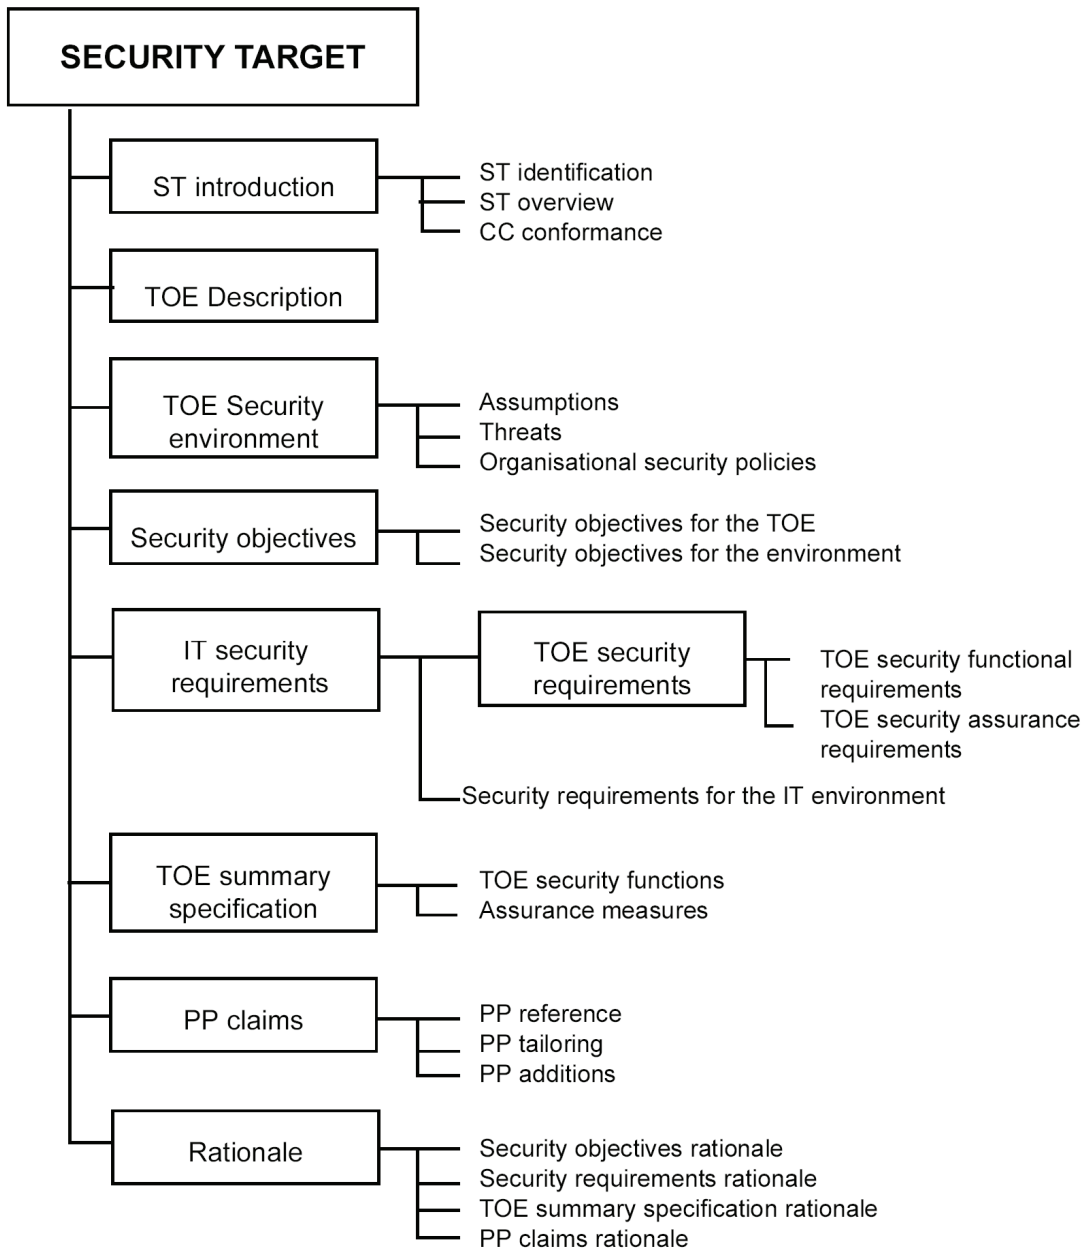 SECURITY TARGET
ST introduction
ST identification
ST overview
CC conformance
TOE Description
TOE Security
environment
Assumptions
Threats
Organisational security policies
Security objectives
Security objectives for the TOE
Security objectives for the environment
IT security
requirements
TOE security
requirements
TOE security functional
requirements
TOE security assurance
requirements
Security requirements for the IT environment
TOE summary
specification
TOE security functions
Assurance measures
PP claims
PP reference
PP tailoring
PP additions
Rationale
Security objectives rationale
Security requirements rationale
TOE summary specification rationale
PP claims rationale